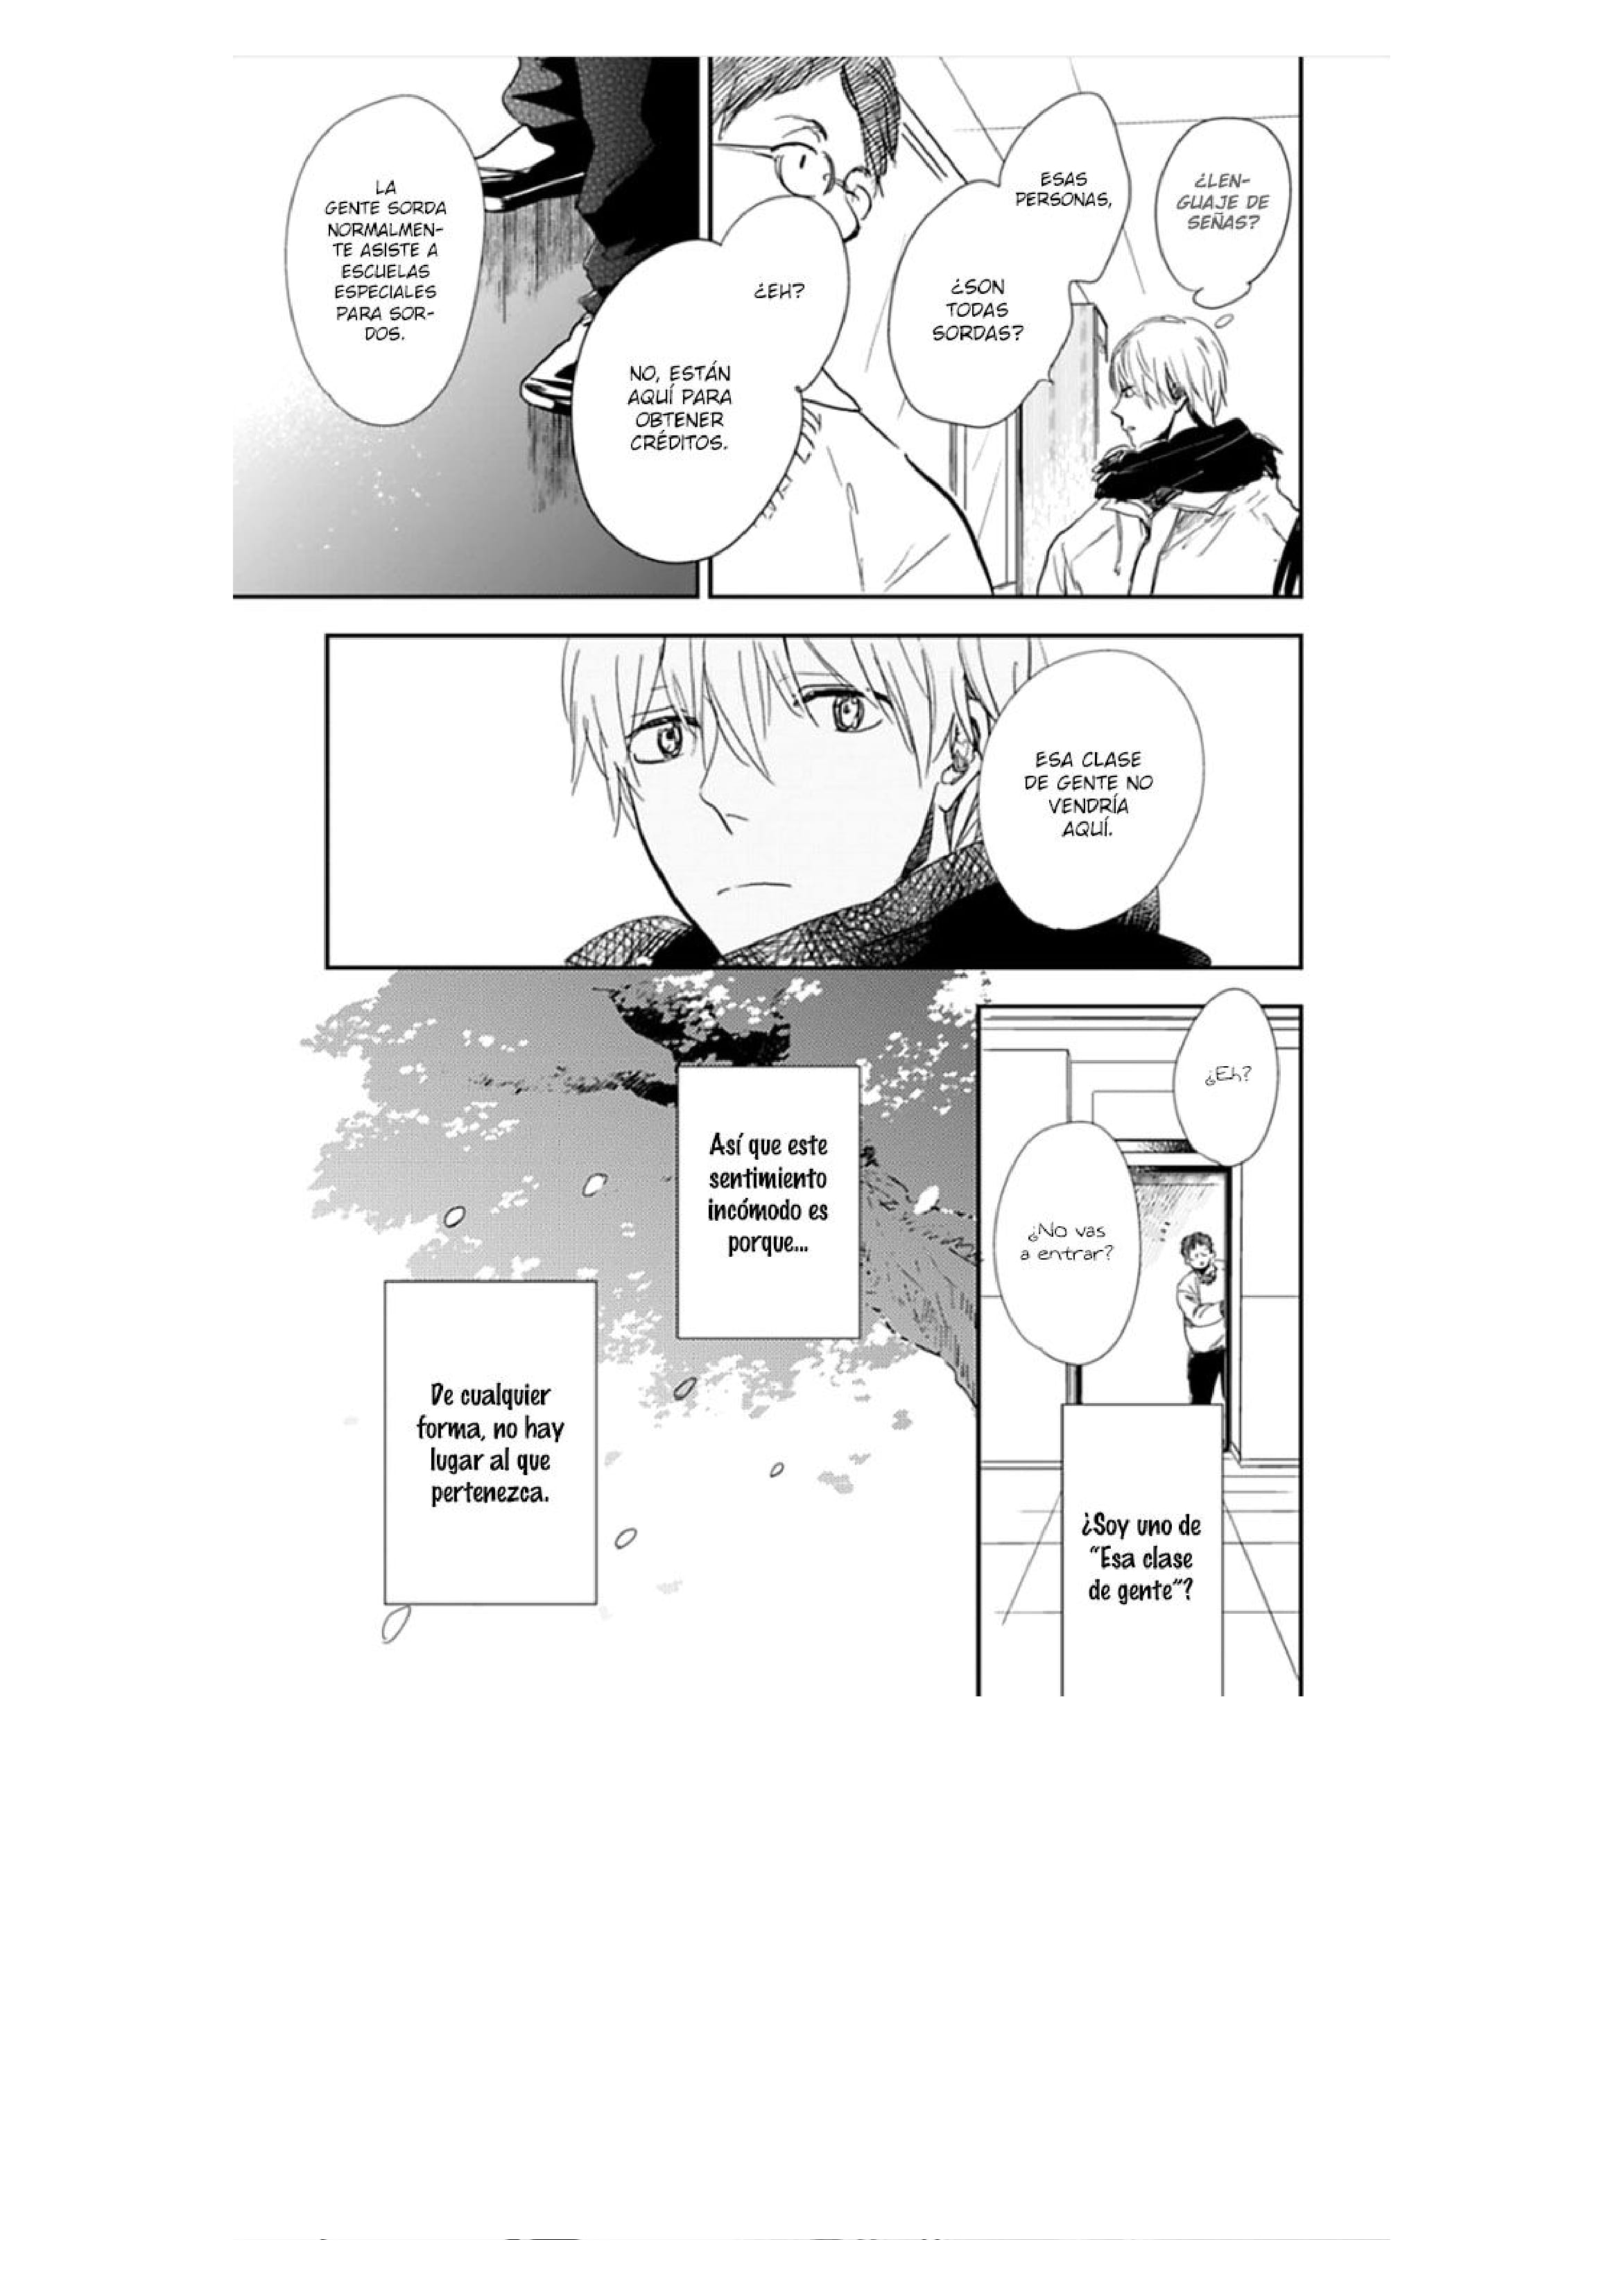 ¿LEN-
GUAJE DE
SEÑAS?
ESAS
PERSONAS,
¿SON
TODAS
SORDAS?
¿EH?
NO, ESTÁN
AQUÍ PARA
OBTENER
CRÉDITOS.
LA
GENTE SORDA
NORMALMEN-
TE ASISTE A
ESCUELAS
ESPECIALES
PARA SOR-
DOS.
ESA CLASE
DE GENTE NO
VENDRÍA
AQUÍ.
¿Eh?
¿No vas
a entrar?
¿Soy uno de
“Esa clase
de gente”?
Así que este
sentimiento
incómodo es
porque...
De cualquier
forma, no hay
lugar al que
pertenezca.